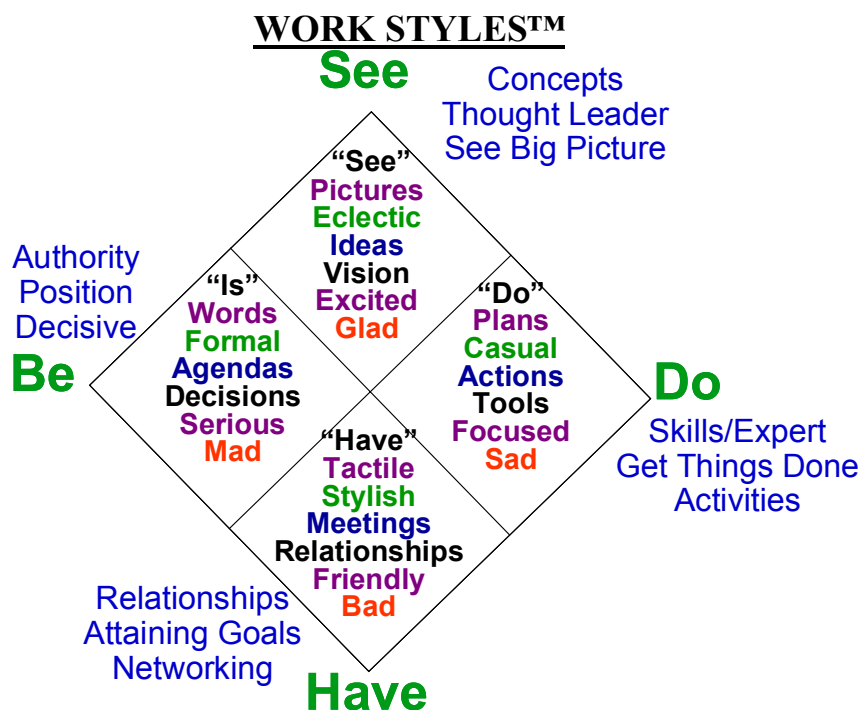 WORK STYLES™
See
Concepts
Thought Leader
See Big Picture
“See”
Pictures
Eclectic
Ideas
Vision
Excited
Glad
Authority
Position
Decisive
Be
“Is”
Words
Formal
Agendas
Decisions
Serious
Mad
“Do”
Plans
Casual
Actions
Tools
Focused
Sad
Do
Skills/Expert
Get Things Done
Activities
“Have”
Tactile
Stylish
Meetings
Relationships
Friendly
Bad
Relationships
Attaining Goals
Networking
Have